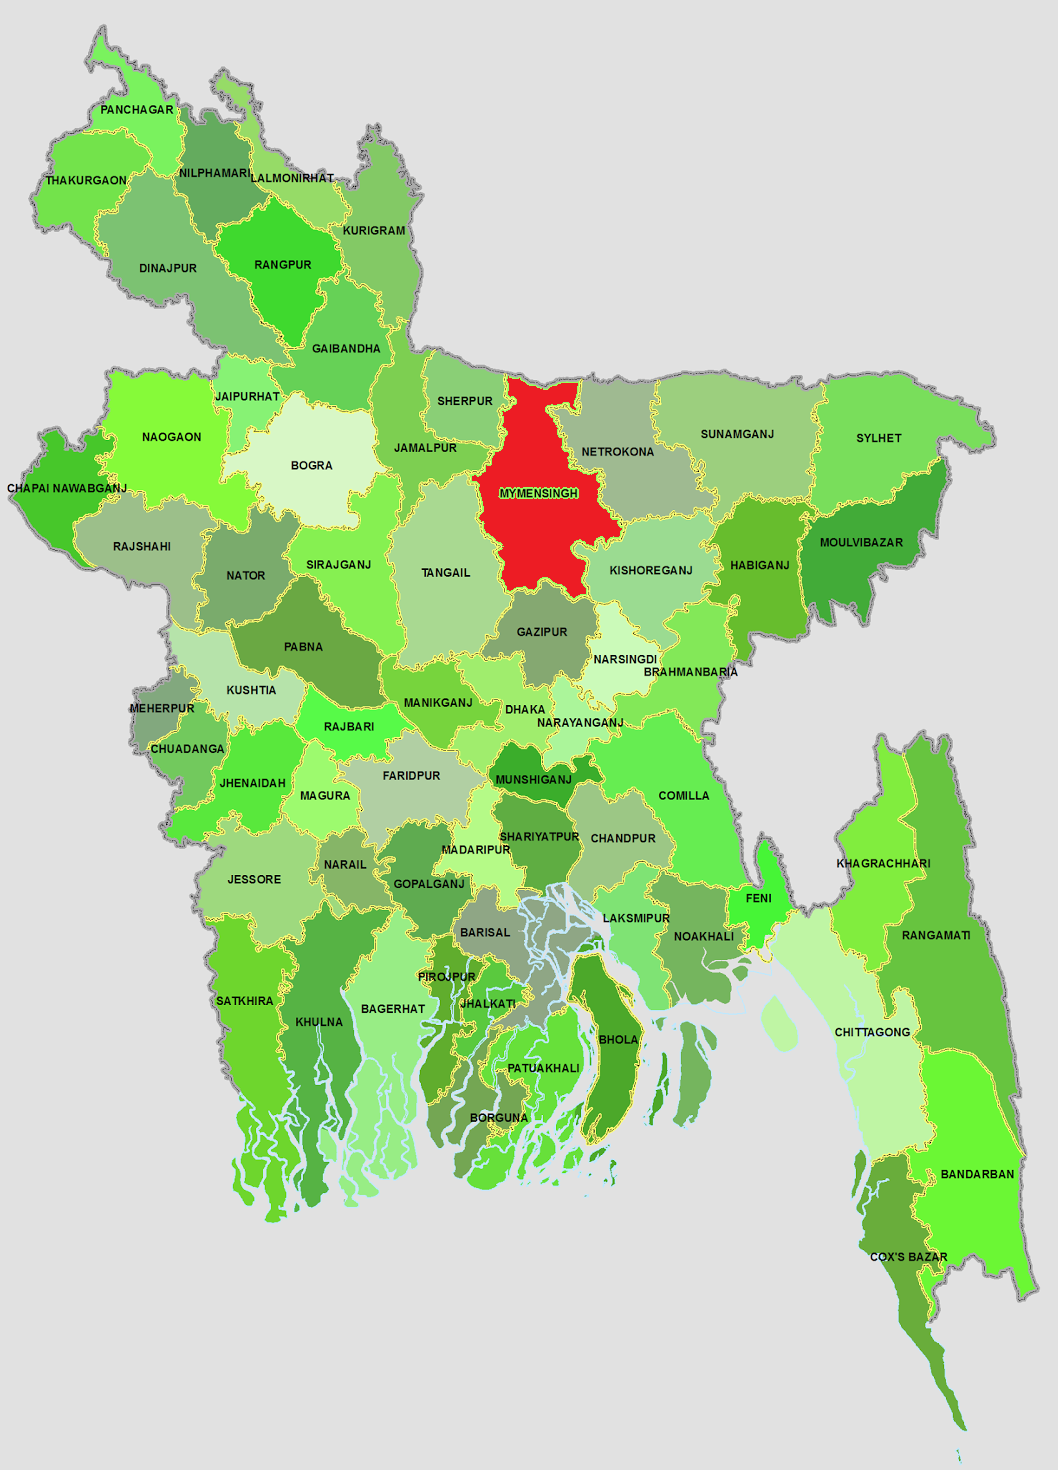 PANCHAGAR
THAKURGAON
NILPHAMARI
LALMONIRHAT
KURIGRAM
DINAJPUR
RANGPUR
GAIBANDHA
JAIPURHAT
SHERPUR
NAOGAON
BOGRA
JAMALPUR
NETROKONA
SUNAMGANJ
SYLHET
CHAPAI NAWABGANJ
MYMENSINGH
RAJSHAHI
NATOR
SIRAJGANJ
TANGAIL
KISHOREGANJ
HABIGANJ
MOULVIBAZAR
PABNA
GAZIPUR
NARSINGDI
BRAHMANBARIA
KUSHTIA
MEHERPUR
MANIKGANJ
DHAKA
NARAYANGANJ
RAJBARI
CHUADANGA
JHENAIDAH
MAGURA
FARIDPUR
MUNSHIGANJ
COMILLA
SHARIYATPUR
CHANDPUR
MADARIPUR
NARAIL
JESSORE
GOPALGANJ
KHAGRACHHARI
FENI
LAKSMIPUR
NOAKHALI
RANGAMATI
BARISAL
PIROJPUR
JHALKATI
SATKHIRA
KHULNA
BAGERHAT
BHOLA
CHITTAGONG
PATUAKHALI
BORGUNA
BANDARBAN
COX'S BAZAR